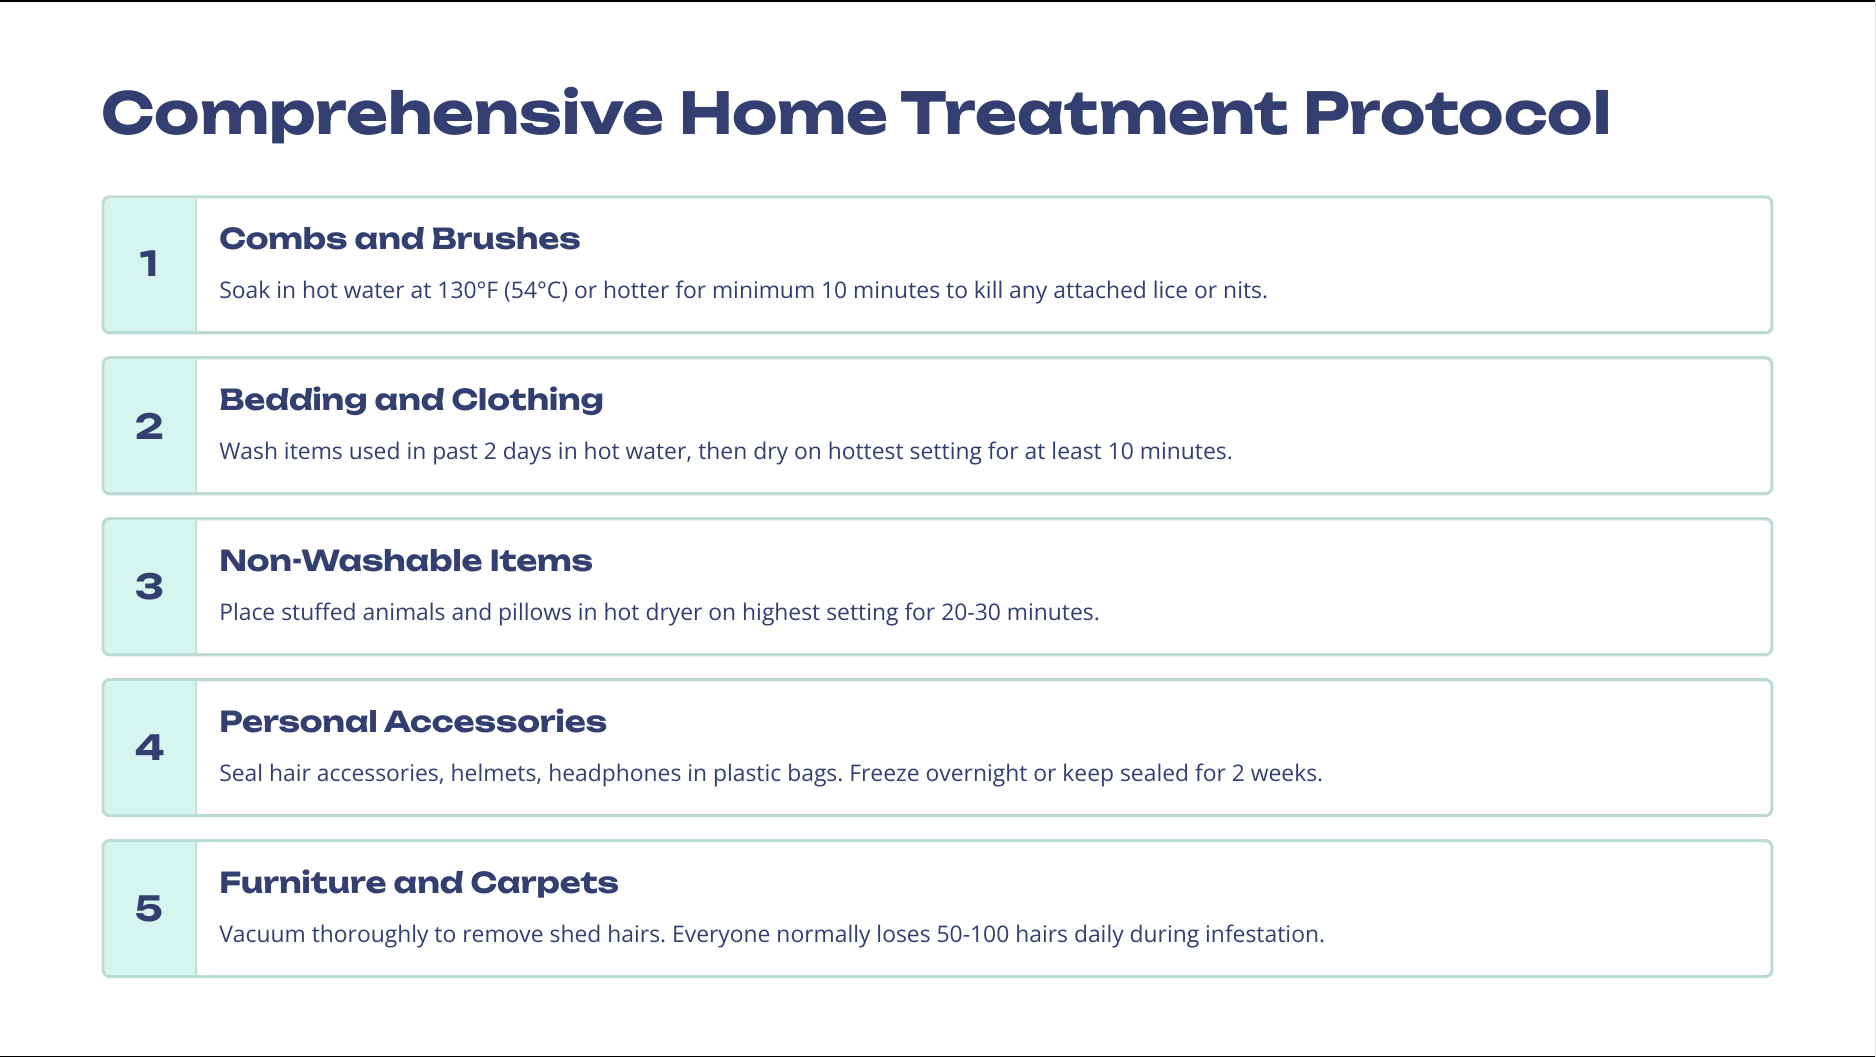 Comprehensive Home Treatment Protocol
1
Combs and Brushes
Soak in hot water at 130°F (54°C) or hotter for minimum 10 minutes to kill any attached lice or nits.
2
Bedding and Clothing
Wash items used in past 2 days in hot water, then dry on hottest setting for at least 10 minutes.
3
Non-Washable Items
Place stuffed animals and pillows in hot dryer on highest setting for 20-30 minutes.
4
Personal Accessories
Seal hair accessories, helmets, headphones in plastic bags. Freeze overnight or keep sealed for 2 weeks.
5
Furniture and Carpets
Vacuum thoroughly to remove shed hairs. Everyone normally loses 50-100 hairs daily during infestation.